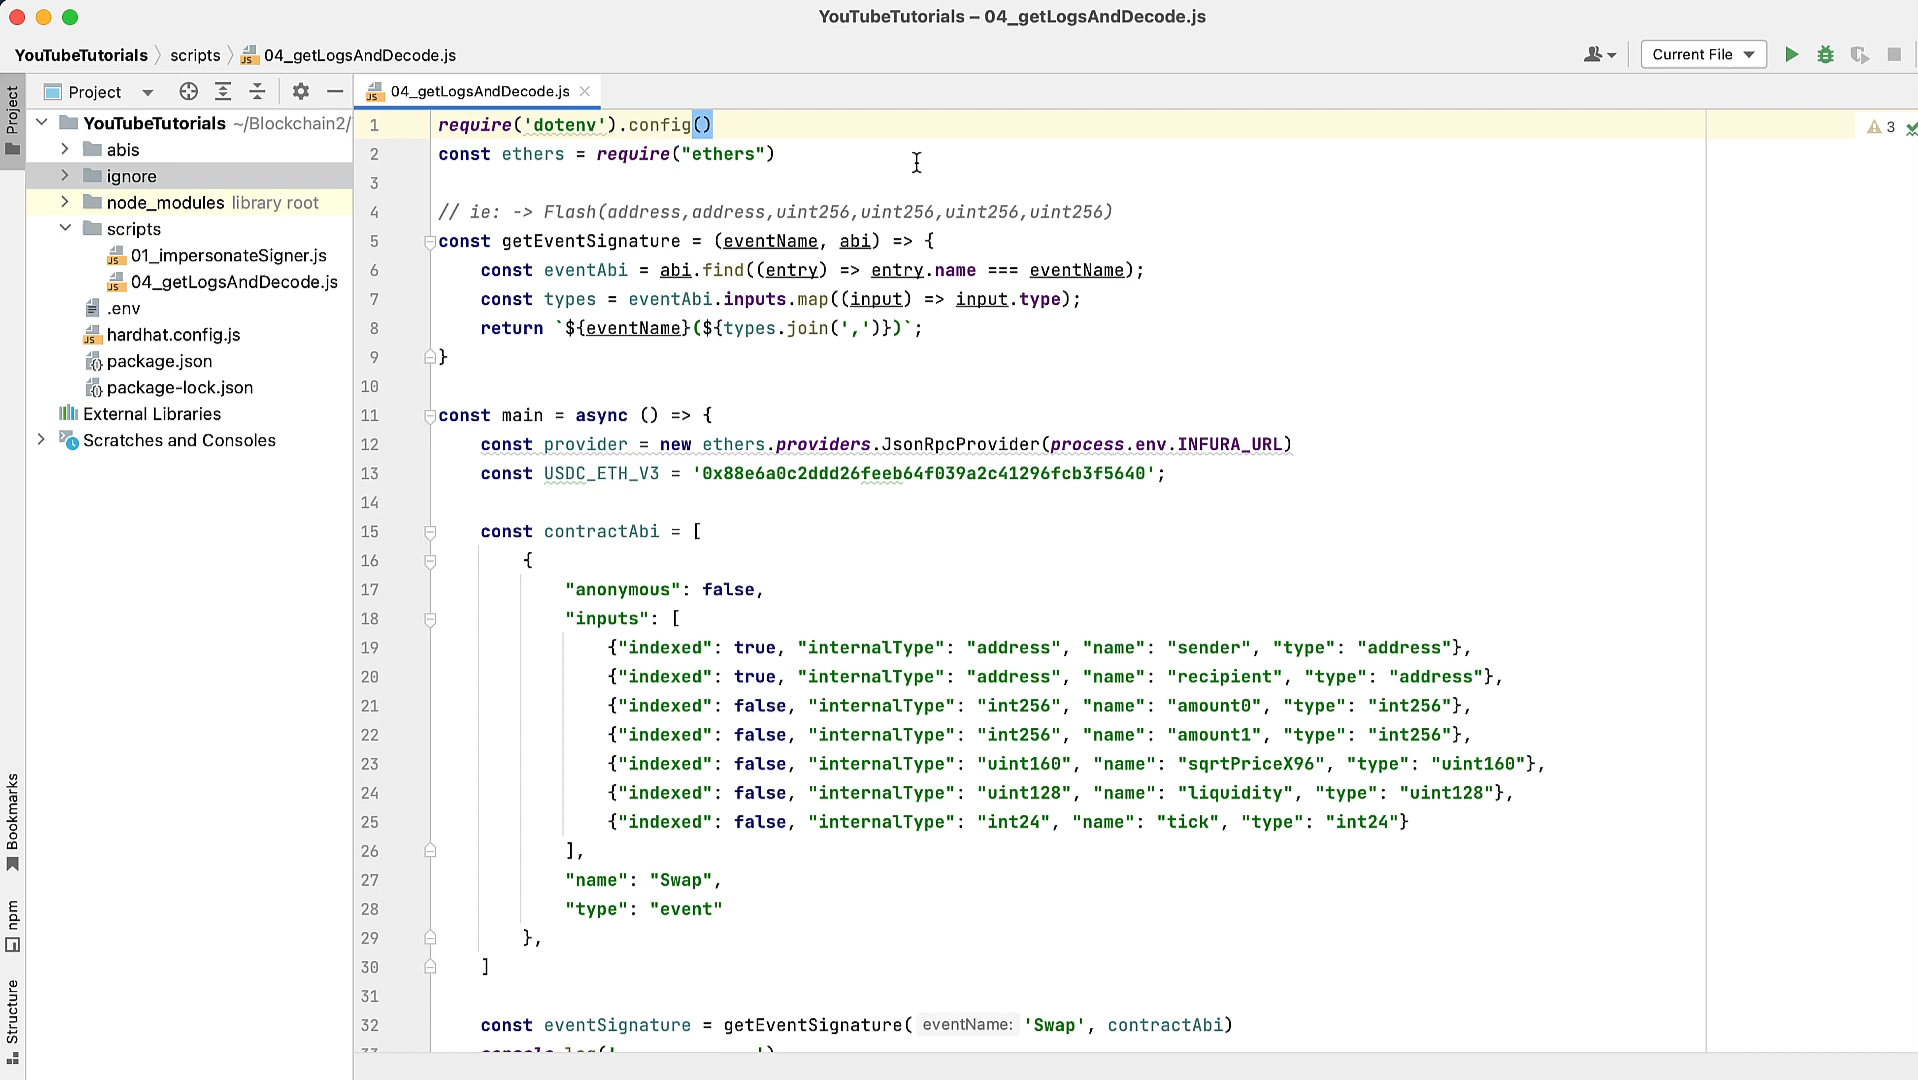 YouTubeTutorials – 04_getLogsAndDecode.js
YouTubeTutorials scripts JS 04_getLogsAndDecode.js
Current File
Project
Project
JS 04_getLogsAndDecode.js
YouTubeTutorials ~/Blockchain2/
abis
ignore
node_modules library root
scripts
JS 01_impersonateSigner.js
JS 04_getLogsAndDecode.js
.env
JS hardhat.config.js
package.json
package-lock.json
External Libraries
Scratches and Consoles
Bookmarks
npm
Structure
3
1 require('dotenv').config()
2 const ethers = require("ethers")
3
4 // ie: -> Flash(address,address,uint256,uint256,uint256,uint256)
5 const getEventSignature = (eventName, abi) => {
6 const eventAbi = abi.find((entry) => entry.name === eventName);
7 const types = eventAbi.inputs.map((input) => input.type);
8 return `${eventName}(${types.join(',')})`;
9 }
10
11 const main = async () => {
12 const provider = new ethers.providers.JsonRpcProvider(process.env.INFURA_URL)
13 const USDC_ETH_V3 = '0x88e6a0c2ddd26feeb64f039a2c41296fcb3f5640';
14
15 const contractAbi = [
16 {
17 "anonymous": false,
18 "inputs": [
19 {"indexed": true, "internalType": "address", "name": "sender", "type": "address"},
20 {"indexed": true, "internalType": "address", "name": "recipient", "type": "address"},
21 {"indexed": false, "internalType": "int256", "name": "amount0", "type": "int256"},
22 {"indexed": false, "internalType": "int256", "name": "amount1", "type": "int256"},
23 {"indexed": false, "internalType": "uint160", "name": "sqrtPriceX96", "type": "uint160"},
24 {"indexed": false, "internalType": "uint128", "name": "liquidity", "type": "uint128"},
25 {"indexed": false, "internalType": "int24", "name": "tick", "type": "int24"}
26 ],
27 "name": "Swap",
28 "type": "event"
29 },
30 ]
31
32 const eventSignature = getEventSignature( eventName: 'Swap', contractAbi)